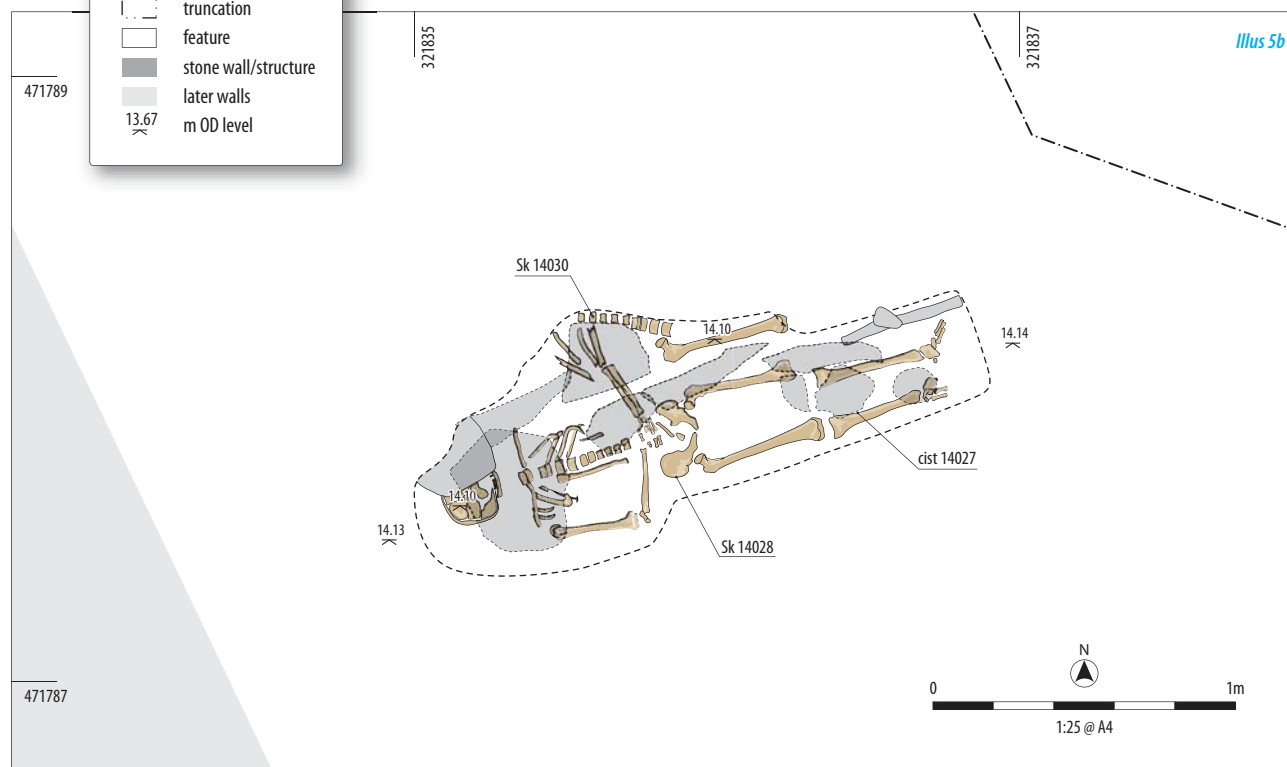 truncation
feature
stone wall/structure
later walls
13.67 m OD level
321835
321837
Illus 5b
471789
Sk 14030
14.10
14.14
cist 14027
14.10
14.13
Sk 14028
471787
N
0 1m
1:25 @ A4